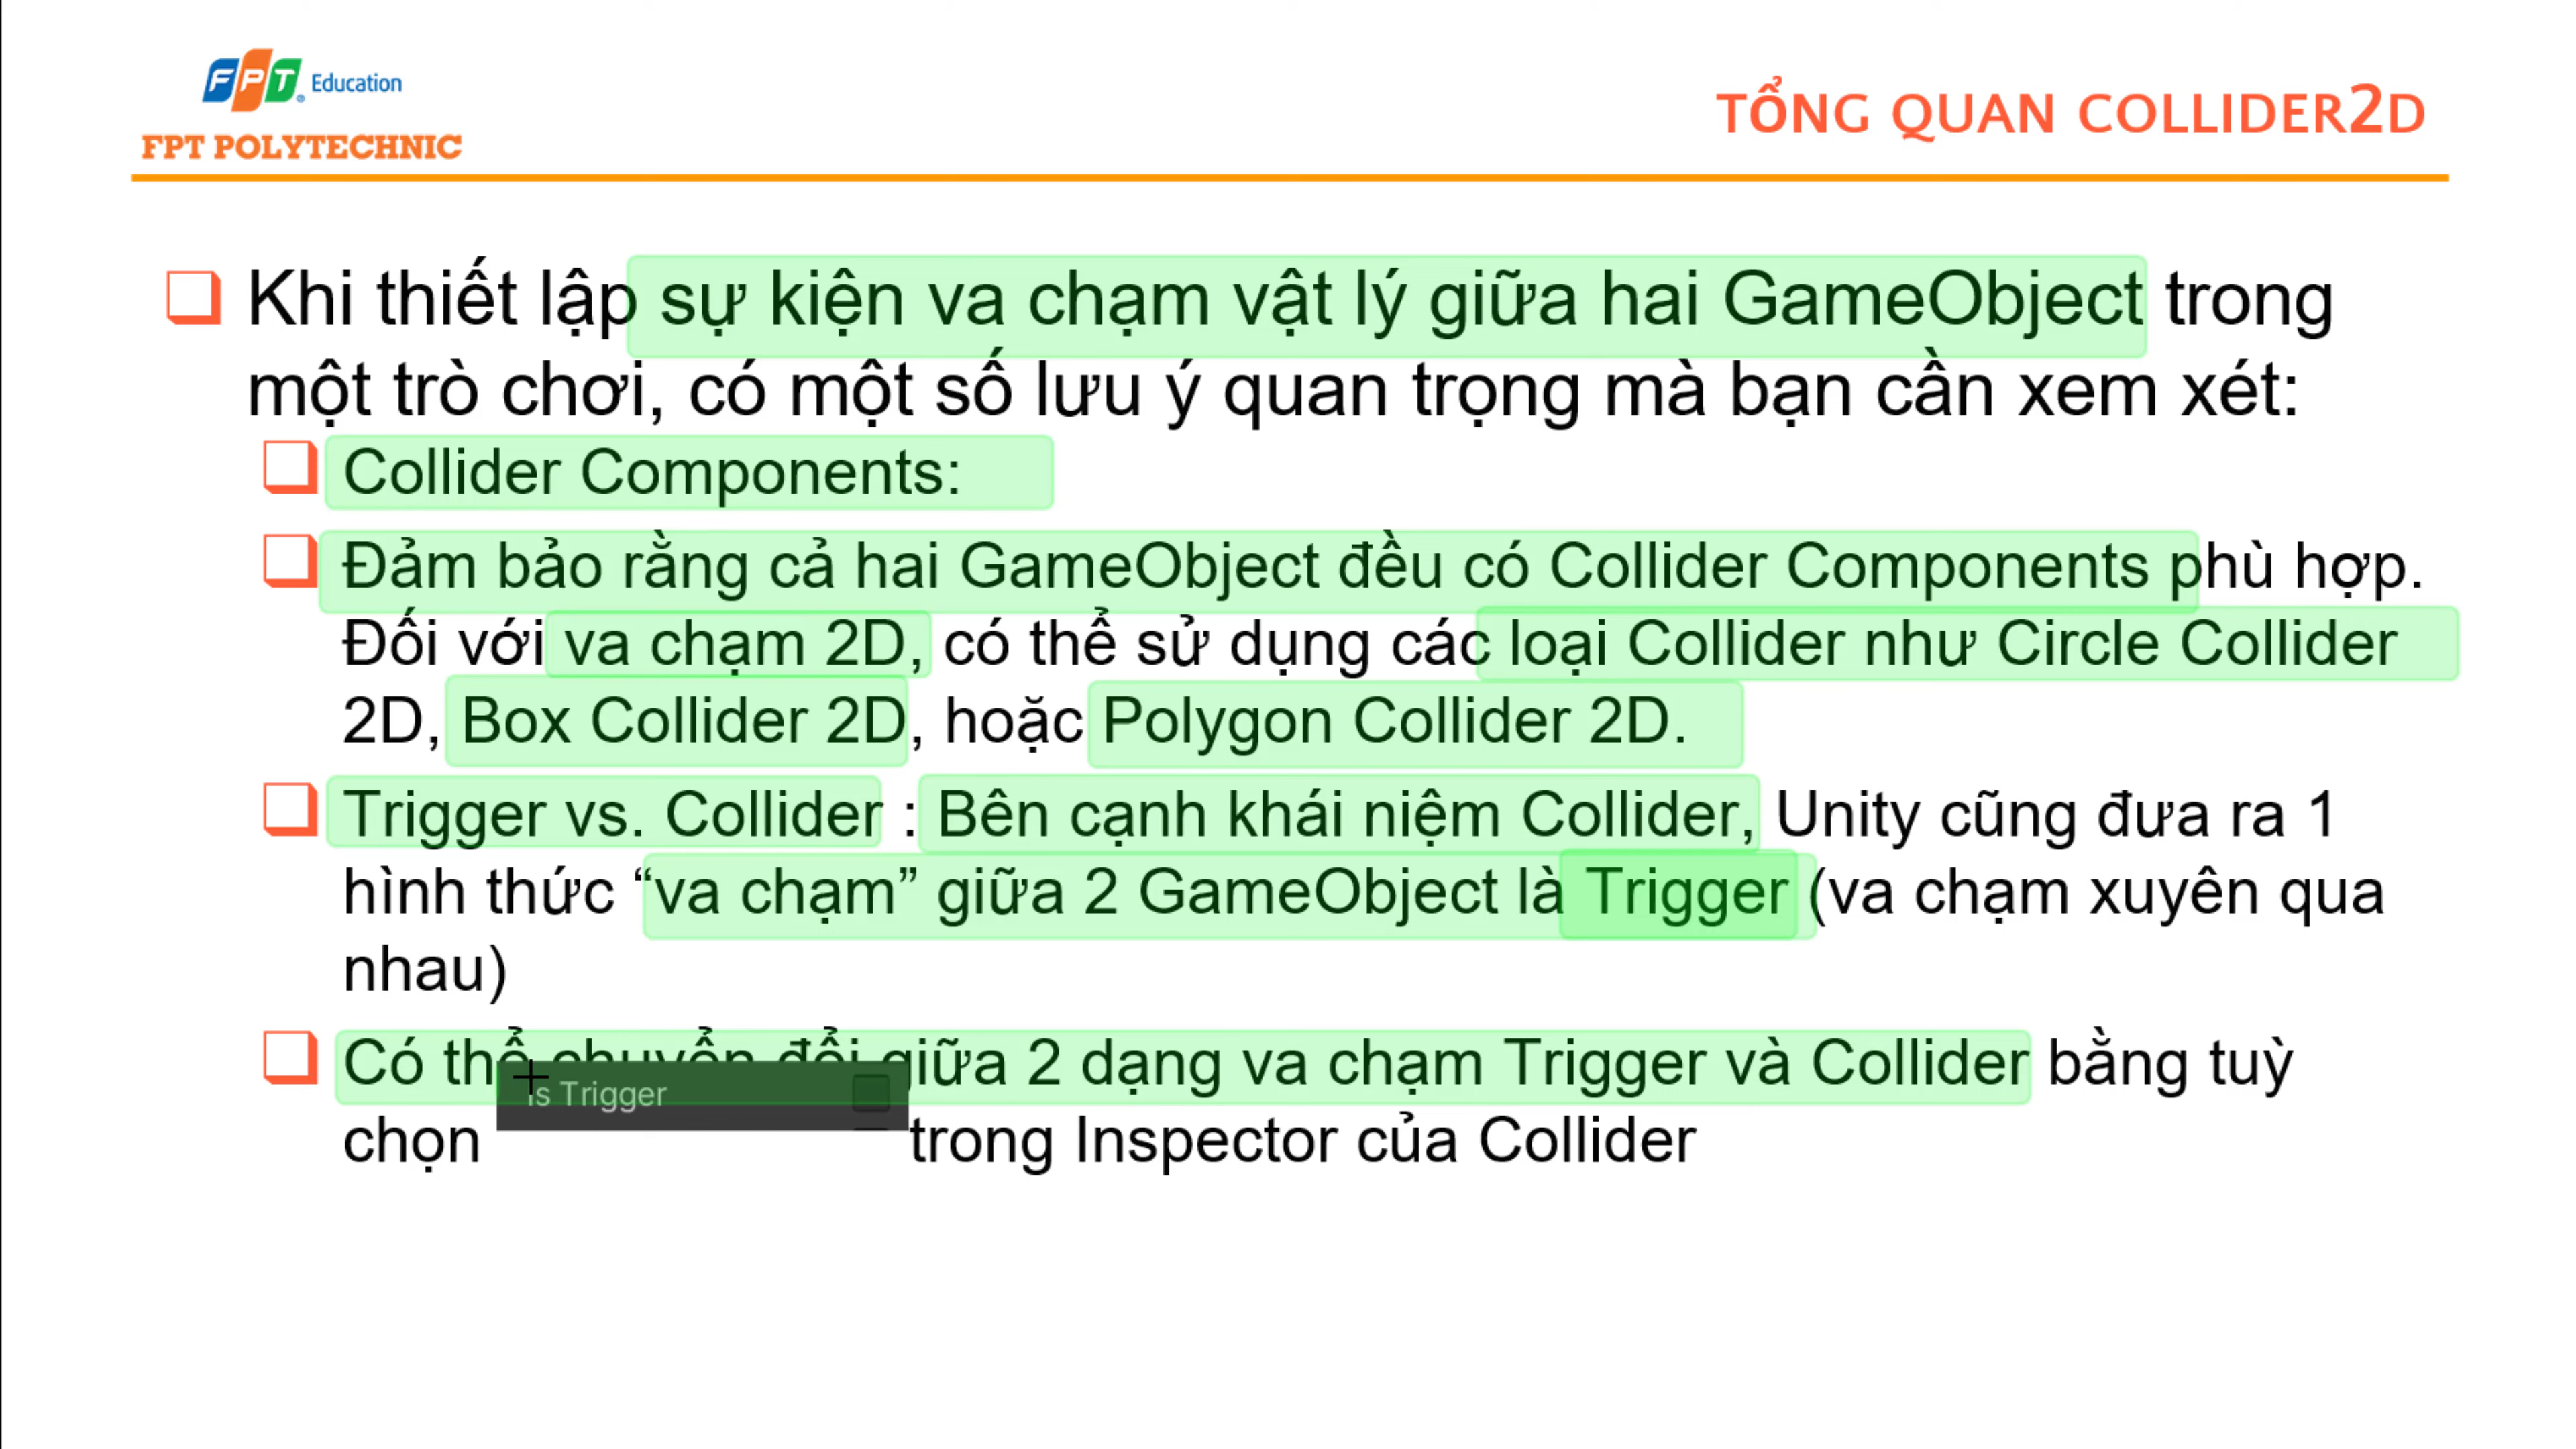 FPT Education
FPT POLYTECHNIC
TỔNG QUAN COLLIDER2D
Khi thiết lập sự kiện va chạm vật lý giữa hai GameObject trong
một trò chơi, có một số lưu ý quan trọng mà bạn cần xem xét:
Collider Components:
Đảm bảo rằng cả hai GameObject đều có Collider Components phù hợp.
Đối với va chạm 2D, có thể sử dụng các loại Collider như Circle Collider
2D, Box Collider 2D, hoặc Polygon Collider 2D.
Trigger vs. Collider : Bên cạnh khái niệm Collider, Unity cũng đưa ra 1
hình thức “va chạm” giữa 2 GameObject là Trigger (va chạm xuyên qua
nhau)
Có thể chuyển đổi giữa 2 dạng va chạm Trigger và Collider bằng tuỳ
chọn Is Trigger trong Inspector của Collider